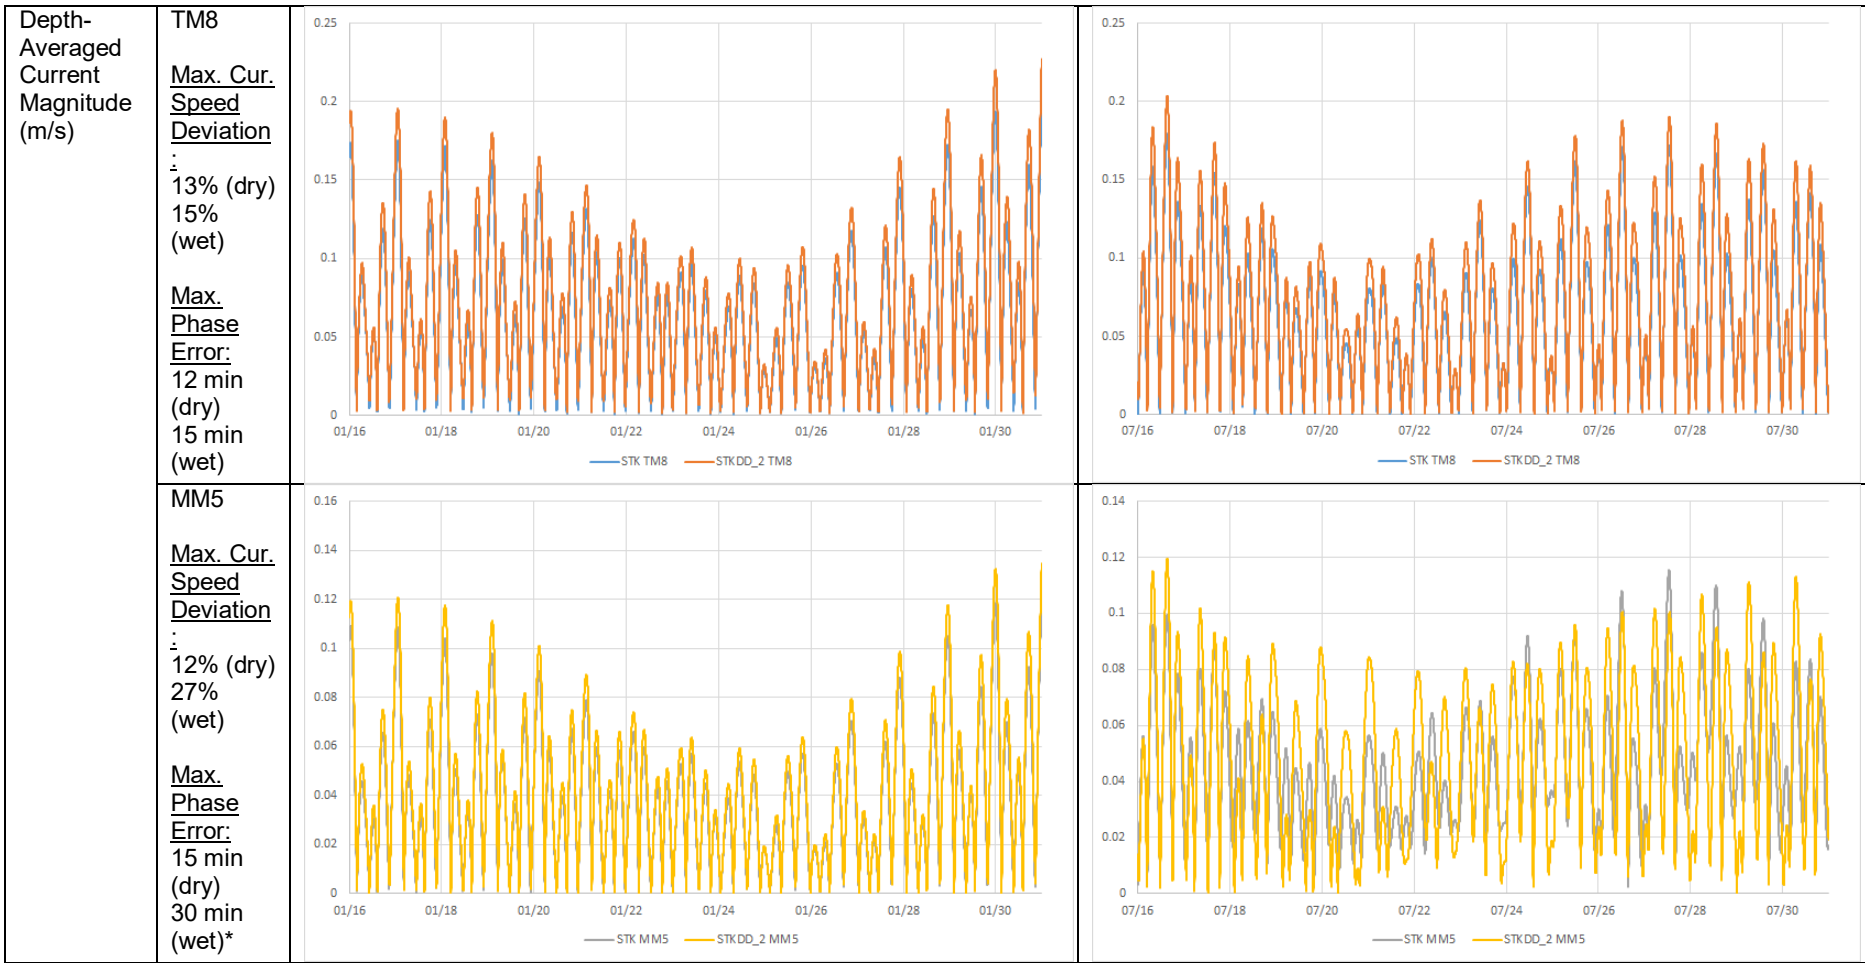 Depth-
Averaged
Current
Magnitude
(m/s)
TM8
Max. Cur.
Speed
Deviation
:
13% (dry)
15%
(wet)
Max.
Phase
Error:
12 min
(dry)
15 min
(wet)
0.25
0.2
0.15
0.1
0.05
0
01/16 01/18 01/20 01/22 01/24 01/26 01/28 01/30
STK TM8 STKDD_2 TM8
0.25
0.2
0.15
0.1
0.05
0
07/16 07/18 07/20 07/22 07/24 07/26 07/28 07/30
STK TM8 STKDD_2 TM8
MM5
Max. Cur.
Speed
Deviation
:
12% (dry)
27%
(wet)
Max.
Phase
Error:
15 min
(dry)
30 min
(wet)*
0.16
0.14
0.12
0.1
0.08
0.06
0.04
0.02
0
01/16 01/18 01/20 01/22 01/24 01/26 01/28 01/30
STK MM5 STKDD_2 MM5
0.14
0.12
0.1
0.08
0.06
0.04
0.02
0
07/16 07/18 07/20 07/22 07/24 07/26 07/28 07/30
STK MM5 STKDD_2 MM5